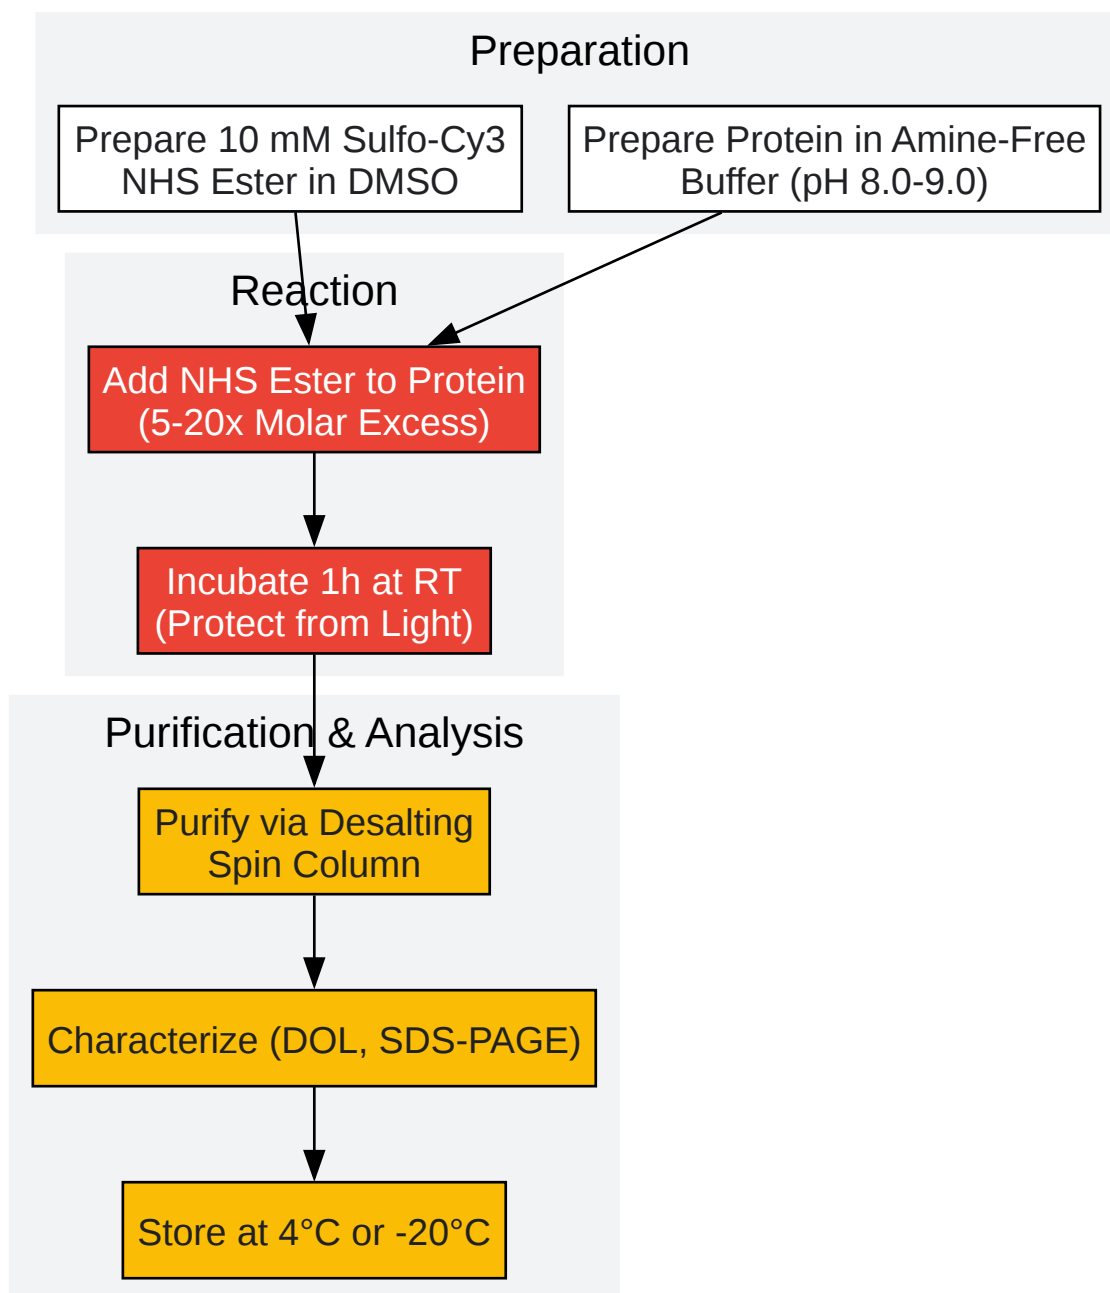 Preparation
Prepare 10 mM Sulfo-Cy3
NHS Ester in DMSO
Prepare Protein in Amine-Free
Buffer (pH 8.0-9.0)
Reaction
Add NHS Ester to Protein
(5-20x Molar Excess)
Incubate 1h at RT
(Protect from Light)
Purification & Analysis
Purify via Desalting
Spin Column
Characterize (DOL, SDS-PAGE)
Store at 4°C or -20°C